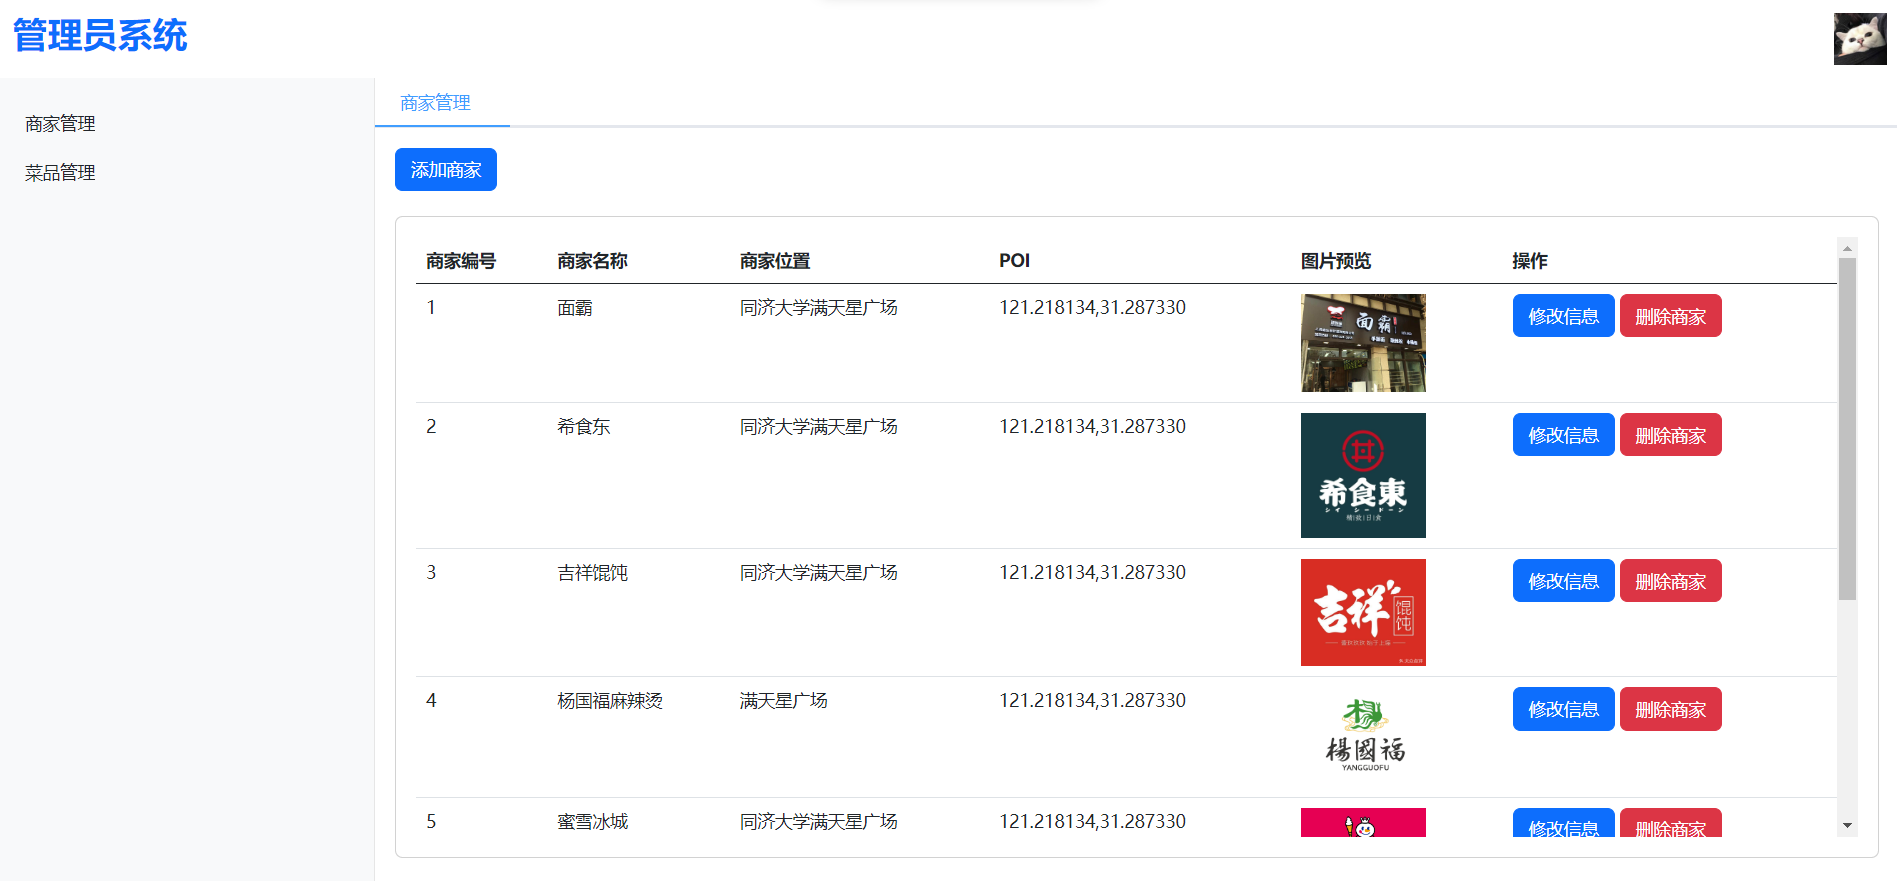 管理员系统
商家管理
菜品管理
商家管理
添加商家
商家编号 商家名称 商家位置 POI 图片预览 操作
1 面霸 同济大学满天星广场 121.218134,31.287330 修改信息 删除商家
面霸
2 希食东 同济大学满天星广场 121.218134,31.287330 修改信息 删除商家
希食東
3 吉祥馄饨 同济大学满天星广场 121.218134,31.287330 修改信息 删除商家
吉祥馄饨
4 杨国福麻辣烫 满天星广场 121.218134,31.287330 修改信息 删除商家
楊國福
YANGGUOFU
5 蜜雪冰城 同济大学满天星广场 121.218134,31.287330 修改信息 删除商家